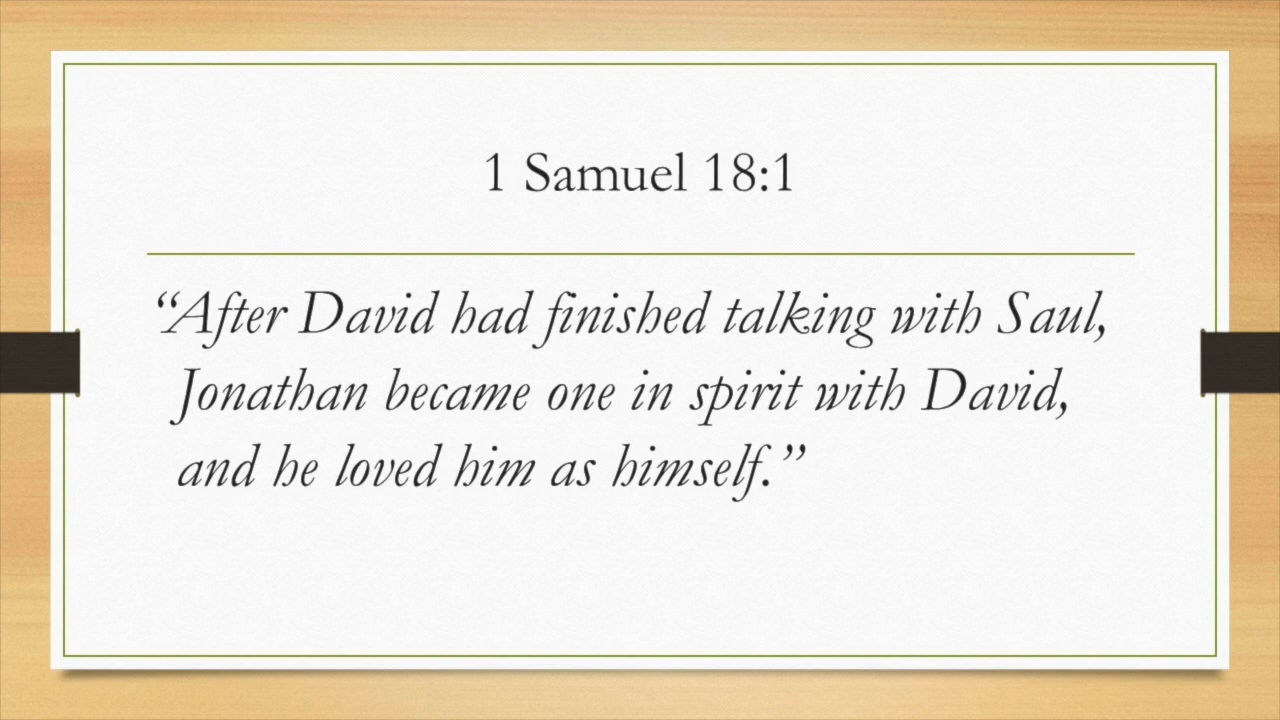 1 Samuel 18:1
“After David had finished talking with Saul,
Jonathan became one in spirit with David,
and he loved him as himself.”